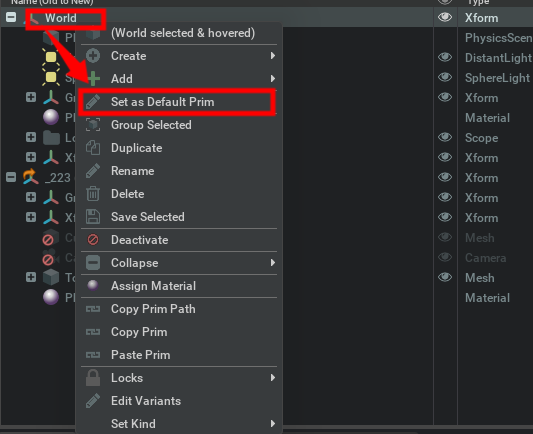 Name (Old to New) Type
World Xform
(World selected & hovered)
PhysicsScen
Create
DistantLight
Add
SphereLight
Set as Default Prim
Xform
Group Selected
Material
Duplicate
Scope
Rename
Xform
_223
Xform
Delete
Xform
Save Selected
Xform
Deactivate
Mesh
Collapse
Camera
To
Mesh
Assign Material
Material
Copy Prim Path
Copy Prim
Paste Prim
Locks
Edit Variants
Set Kind